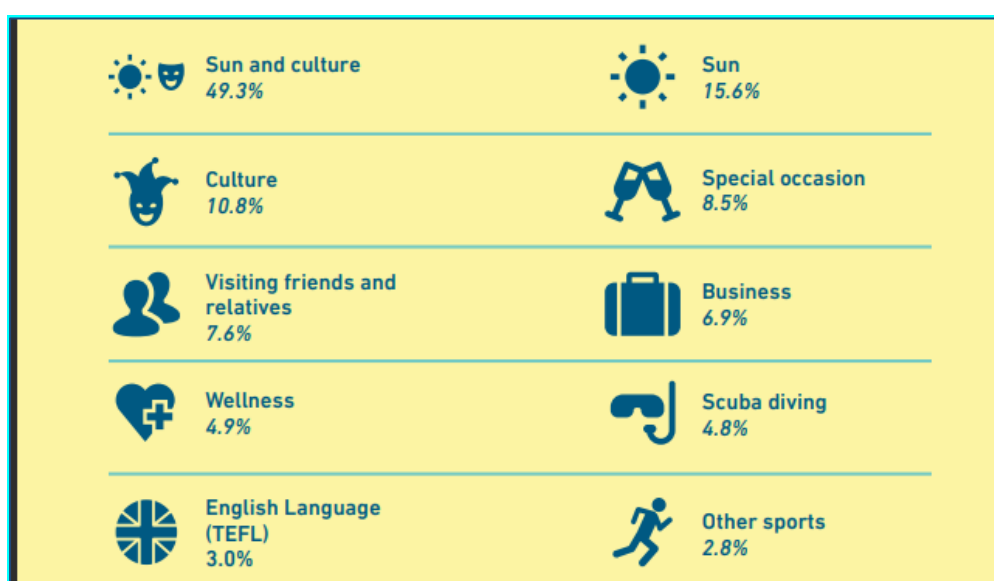 Sun and culture
49.3%
Sun
15.6%
Culture
10.8%
Special occasion
8.5%
Visiting friends and
relatives
7.6%
Business
6.9%
Wellness
4.9%
Scuba diving
4.8%
English Language
(TEFL)
3.0%
Other sports
2.8%